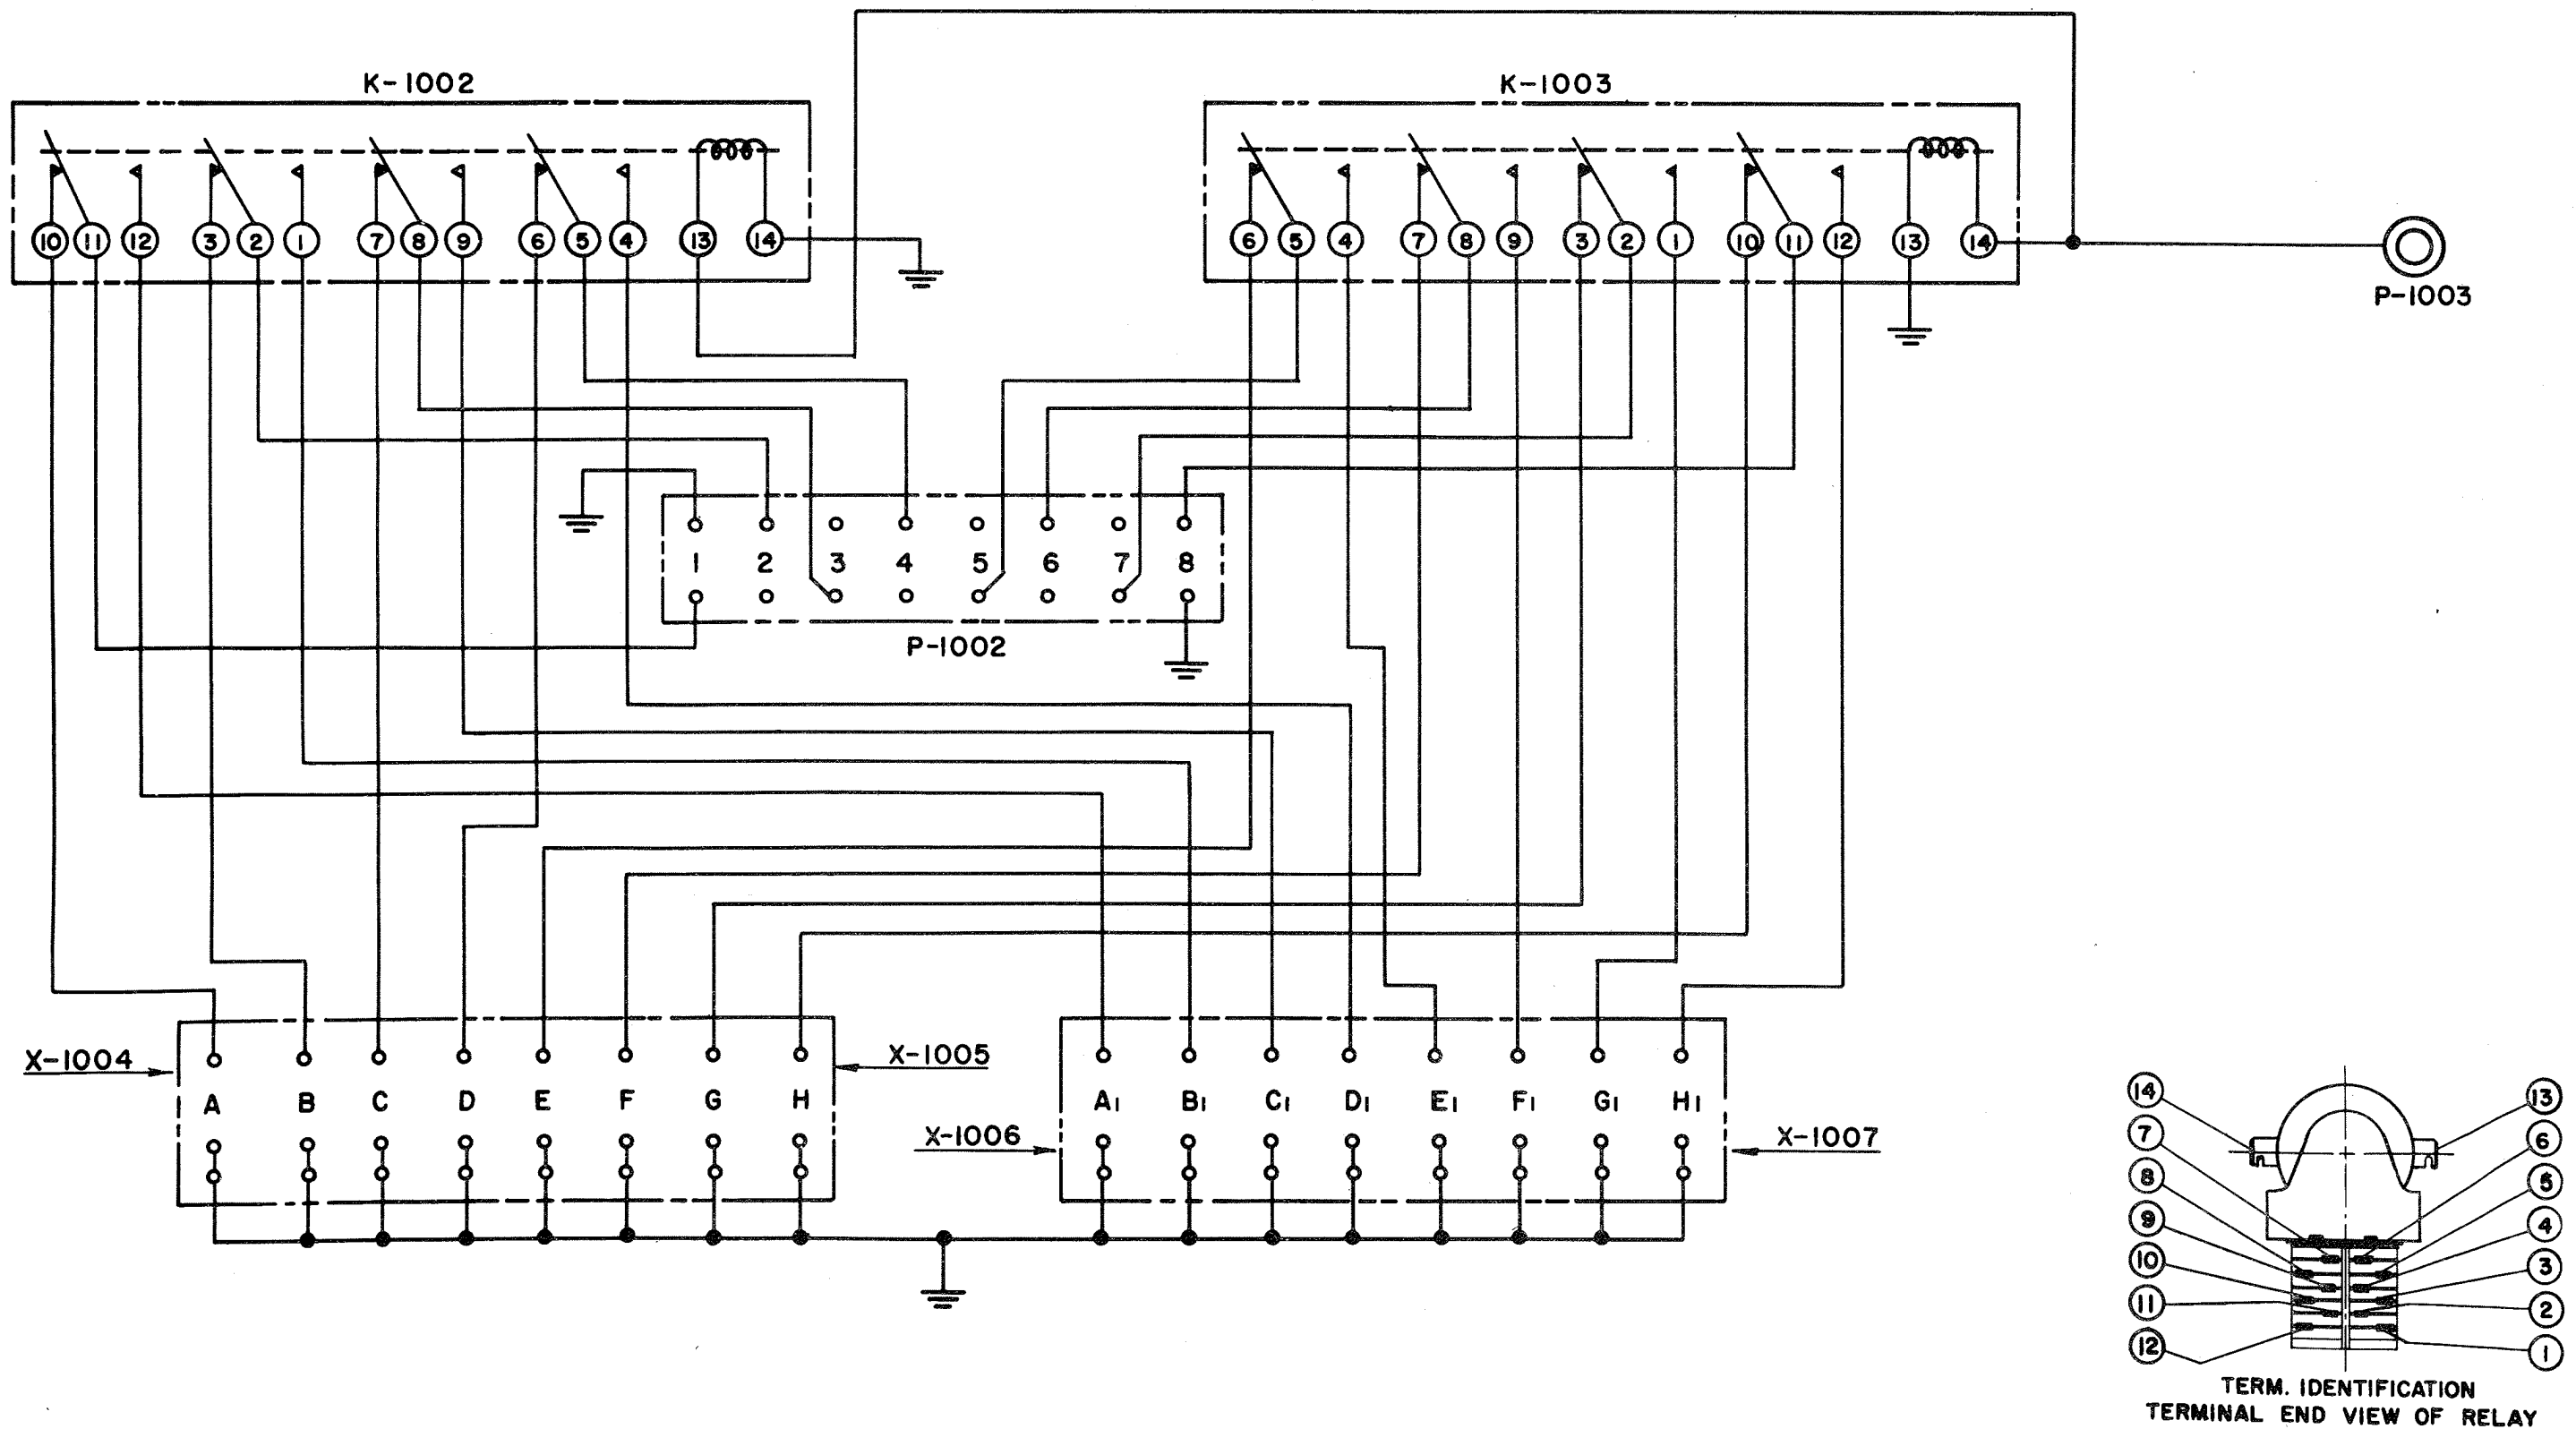 K-1002
K-1003
10 11 12 3 2 1 7 8 9 6 5 4 13 14
6 5 4 7 8 9 3 2 1 10 11 12 13 14
P-1003
1 2 3 4 5 6 7 8
P-1002
X-1004
X-1005
A B C D E F G H
A1 B1 C1 D1 E1 F1 G1 H1
X-1006
X-1007
14 13
7 6
8 5
9 4
10 3
11 2
12 1
TERM. IDENTIFICATION
TERMINAL END VIEW OF RELAY